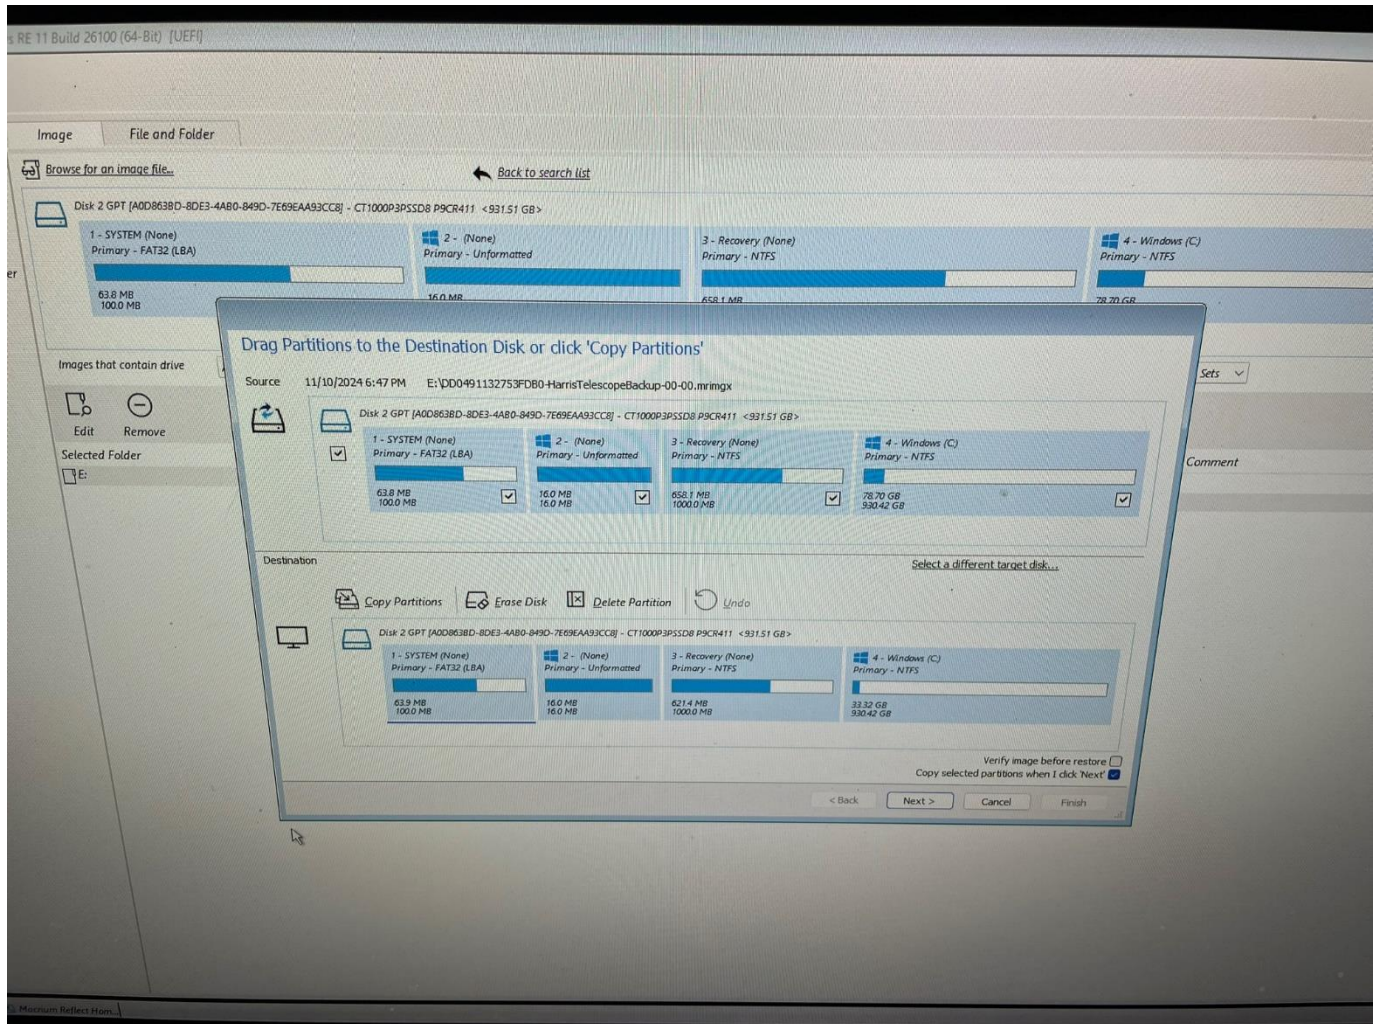 s RE 11 Build 26100 (64-Bit) [UEFI]
Image
File and Folder
Browse for an image file...
Back to search list
Disk 2 GPT [A0D863BD-8DE3-4AB0-849D-7E69EAA93CC8] - CT1000P3PSSD8 P9CR411 <931.51 GB>
1 - SYSTEM (None)
Primary - FAT32 (LBA)
63.8 MB
100.0 MB
2 - (None)
Primary - Unformatted
16.0 MB
3 - Recovery (None)
Primary - NTFS
658.1 MB
4 - Windows (C)
Primary - NTFS
78.70 GB
er
Images that contain drive
Sets
Edit
Remove
Selected Folder
E:
Comment
Drag Partitions to the Destination Disk or click 'Copy Partitions'
Source
11/10/2024 6:47 PM
E:\DD0491132753FDB0-HarrisTelescopeBackup-00-00.mrimgx
Disk 2 GPT [A0D863BD-8DE3-4AB0-849D-7E69EAA93CC8] - CT1000P3PSSD8 P9CR411 <931.51 GB>
1 - SYSTEM (None)
Primary - FAT32 (LBA)
63.8 MB
100.0 MB
2 - (None)
Primary - Unformatted
16.0 MB
16.0 MB
3 - Recovery (None)
Primary - NTFS
658.1 MB
1000.0 MB
4 - Windows (C)
Primary - NTFS
78.70 GB
930.42 GB
Destination
Select a different target disk...
Copy Partitions
Erase Disk
Delete Partition
Undo
Disk 2 GPT [A0D863BD-8DE3-4AB0-849D-7E69EAA93CC8] - CT1000P3PSSD8 P9CR411 <931.51 GB>
1 - SYSTEM (None)
Primary - FAT32 (LBA)
63.9 MB
100.0 MB
2 - (None)
Primary - Unformatted
16.0 MB
16.0 MB
3 - Recovery (None)
Primary - NTFS
621.4 MB
1000.0 MB
4 - Windows (C)
Primary - NTFS
33.32 GB
930.42 GB
Verify image before restore
Copy selected partitions when I click 'Next'
< Back
Next >
Cancel
Finish
Macrium Reflect Hom...